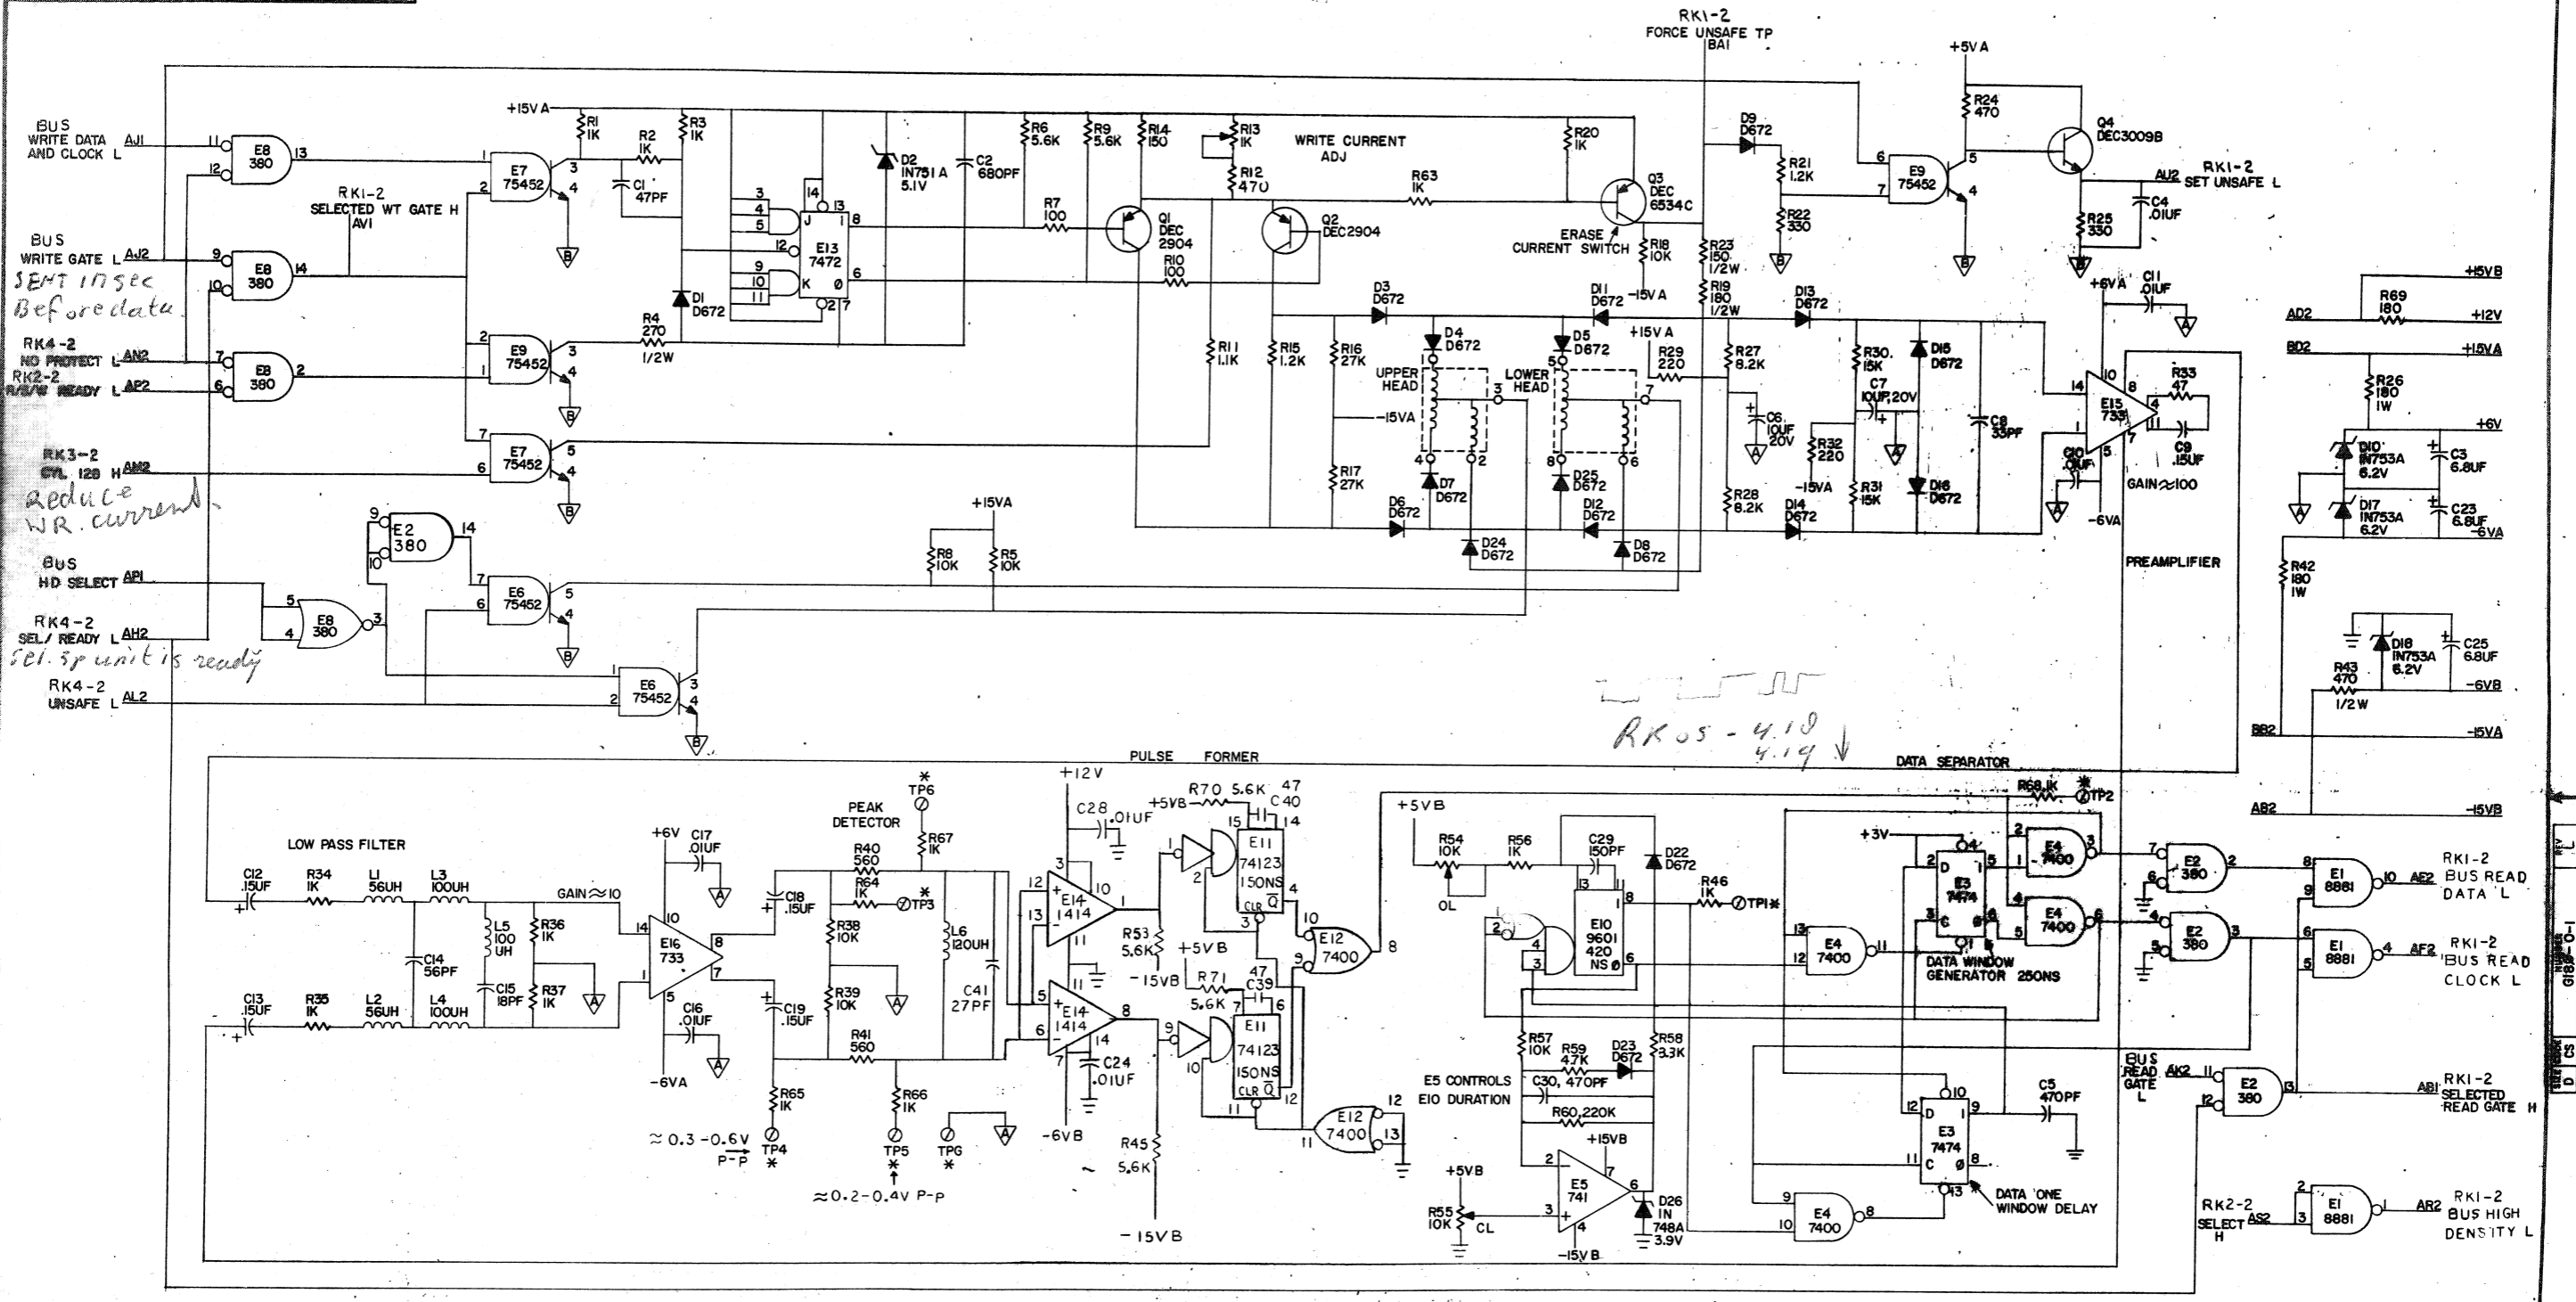 RK1-2
FORCE UNSAFE TP
BA1
+5VA
R24
470
Q4
DEC3009B
RK1-2
AU2 SET UNSAFE L
C4
.01UF
R25
330
BUS
WRITE DATA
AND CLOCK L
AJ1
E8
380
RK1-2
SELECTED WT GATE H
AV1
BUS
WRITE GATE L AJ2
SENT
Before data
E8
380
RK4-2
NO PROTECT L AN2
RK2-2
R/S/W READY L AP2
E8
380
RK3-2
CYL 128 H AM2
Reduce
WR. current.
BUS
HD SELECT AP1
RK4-2
SEL/ READY L AH2
unit is ready
RK4-2
UNSAFE L AL2
+15VA
R1
1K
R2
1K
R3
1K
C1
47PF
E7
75452
E9
75452
E7
75452
R4
270
1/2W
D1
D672
J
K
E13
7472
D2
IN751A
5.1V
C2
680PF
R6
5.6K
R9
5.6K
R14
150
R13
1K
R12
470
WRITE CURRENT
ADJ
R7
100
R10
100
Q1
DEC
2904
Q2
DEC2904
R63
1K
R20
1K
Q3
DEC
6534C
ERASE
CURRENT SWITCH
R18
10K
-15VA
R23
150
1/2W
R19
180
1/2W
D9
D672
R21
1.2K
R22
330
E9
75452
R11
1.1K
R15
1.2K
R16
27K
-15VA
R17
27K
D3
D672
D4
D672
D11
D672
D5
D672
UPPER
HEAD
LOWER
HEAD
D7
D672
D25
D672
D6
D672
D12
D672
D24
D672
D8
D672
+15VA
R29
220
R27
8.2K
C6
10UF
20V
R28
8.2K
D13
D672
D14
D672
R30
15K
C7
10UF,20V
R32
220
-15VA
R31
15K
D15
D672
D16
D672
C8
33PF
+6VA
C11
.01UF
E15
733
R33
47
C9
.15UF
C10
.01UF
GAIN≈100
-6VA
PREAMPLIFIER
+15VB
AD2
R69
180
+12V
BD2
+15VA
R26
180
1W
+6V
D10
IN753A
6.2V
C3
6.8UF
D17
IN753A
6.2V
C23
6.8UF
-6VA
R42
180
1W
D18
IN753A
6.2V
C25
6.8UF
R43
470
1/2W
-6VB
BB2
-15VA
AB2
-15VB
E2
380
E8
380
E6
75452
E6
75452
R8
10K
R5
10K
+15VA
RK05 - 4.18
4.19
PULSE FORMER
DATA SEPARATOR
LOW PASS FILTER
C12
.15UF
R34
1K
L1
56UH
L3
100UH
GAIN≈10
C14
56PF
L5
100
UH
C15
18PF
R36
1K
R37
1K
C13
.15UF
R35
1K
L2
56UH
L4
100UH
+6V
C17
.01UF
E16
733
C16
.01UF
-6VA
C18
.15UF
C19
.15UF
PEAK
DETECTOR
TP6
R67
1K
R40
560
R64
1K
TP3
R38
10K
R39
10K
R41
560
R65
1K
R66
1K
≈0.3-0.6V
P-P
TP4
TP5
TPG
≈0.2-0.4V P-P
L6
120UH
C41
27PF
+12V
C28
.01UF
E14
1414
E14
1414
C24
.01UF
-6VB
R53
5.6K
-15VB
R45
5.6K
-15VB
R70 5.6K
+5VB
47
C40
E11
74123
150NS
CLR Q
+5VB
R71
5.6K
47
C39
E11
74123
150NS
CLR Q
E12
7400
E12
7400
+5VB
R54
10K
OL
R56
1K
C29
150PF
D22
D672
E10
9601
420
NS
R46
1K
TP1*
R57
10K
R59
4.7K
D23
D672
R58
3.3K
E5 CONTROLS
E10 DURATION
C30, 470PF
R60,220K
+15VB
+5VB
R55
10K
CL
E5
741
-15VB
D26
IN
748A
3.9V
R68,1K
TP2
+3V
E3
7474
E4
7400
E4
7400
E4
7400
DATA WINDOW
GENERATOR 250NS
E2
380
E2
380
E1
8881
E1
8881
RK1-2
AE2 BUS READ
DATA L
RK1-2
AF2 BUS READ
CLOCK L
BUS
READ
GATE
L
AK2
E2
380
AB1
RK1-2
SELECTED
READ GATE H
C5
470PF
E3
7474
DATA ONE
WINDOW DELAY
E4
7400
RK2-2
SELECT AS2
H
E1
8881
AR2
RK1-2
BUS HIGH
DENSITY L
REV
L
NUMBER
SIZE CODE
D CS